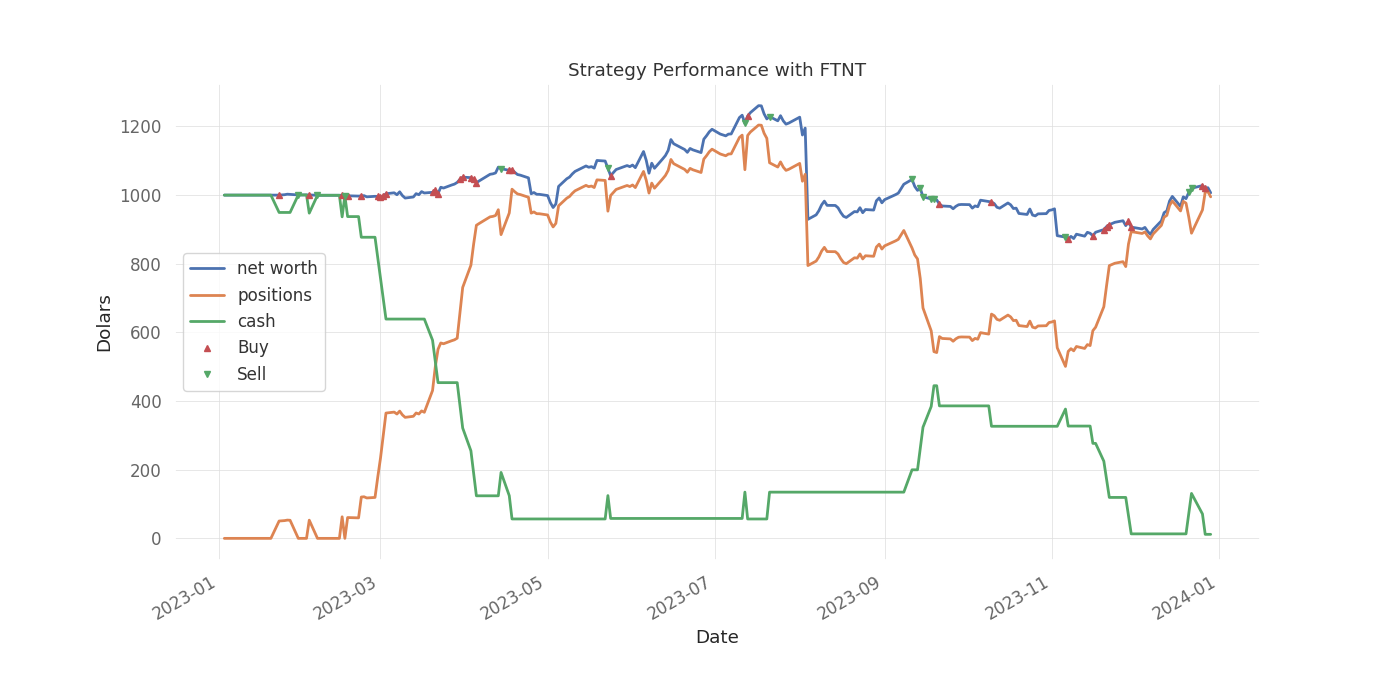 Strategy Performance with FTNT
1200
1000
800
600
400
200
0
Dolars
net worth
positions
cash
Buy
Sell
2023-01
2023-03
2023-05
2023-07
2023-09
2023-11
2024-01
Date